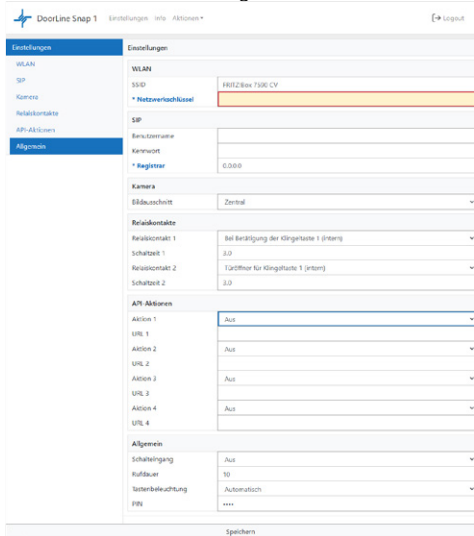 DoorLine Snap 1 Einstellungen Info Aktionen
Logout
Einstellungen
WLAN
SIP
Kamera
Relaiskontakte
API-Aktionen
Allgemein
Einstellungen
WLAN
SSID FRITZ!Box 7590 CV
* Netzwerkschlüssel
SIP
Benutzername
Kennwort
* Registrar 0.0.0.0
Kamera
Bildausschnitt Zentral
Relaiskontakte
Relaiskontakt 1 Bei Betätigung der Klingeltaste 1 (intern)
Schaltzeit 1 3.0
Relaiskontakt 2 Türöffner für Klingeltaste 1 (intern)
Schaltzeit 2 3.0
API-Aktionen
Aktion 1 Aus
URL 1
Aktion 2 Aus
URL 2
Aktion 3 Aus
URL 3
Aktion 4 Aus
URL 4
Allgemein
Schalteingang Aus
Rufdauer 10
Tastenbeleuchtung Automatisch
PIN ••••
Speichern